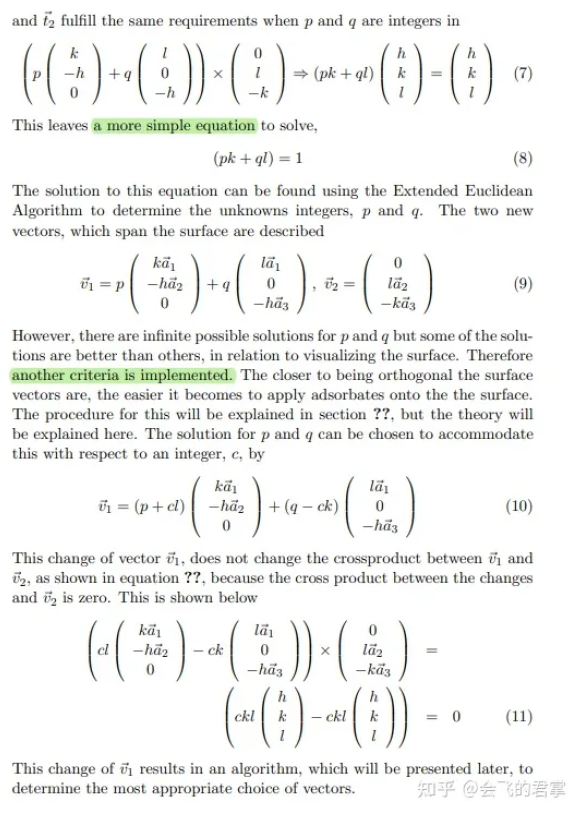 and $\vec{t}_2$ fulfill the same requirements when $p$ and $q$ are integers in
$\left( p \begin{pmatrix} k \\ -h \\ 0 \end{pmatrix} + q \begin{pmatrix} l \\ 0 \\ -h \end{pmatrix} \right) \times \begin{pmatrix} 0 \\ l \\ -k \end{pmatrix} \Rightarrow (pk + ql) \begin{pmatrix} h \\ k \\ l \end{pmatrix} = \begin{pmatrix} h \\ k \\ l \end{pmatrix}$ (7)
This leaves a more simple equation to solve,
$(pk + ql) = 1$ (8)
The solution to this equation can be found using the Extended Euclidean
Algorithm to determine the unknowns integers, $p$ and $q$. The two new
vectors, which span the surface are described
$\vec{v}_1 = p \begin{pmatrix} k\vec{a}_1 \\ -h\vec{a}_2 \\ 0 \end{pmatrix} + q \begin{pmatrix} l\vec{a}_1 \\ 0 \\ -h\vec{a}_3 \end{pmatrix}, \vec{v}_2 = \begin{pmatrix} 0 \\ l\vec{a}_2 \\ -k\vec{a}_3 \end{pmatrix}$ (9)
However, there are infinite possible solutions for $p$ and $q$ but some of the solu-
tions are better than others, in relation to visualizing the surface. Therefore
another criteria is implemented. The closer to being orthogonal the surface
vectors are, the easier it becomes to apply adsorbates onto the the surface.
The procedure for this will be explained in section ??, but the theory will
be explained here. The solution for $p$ and $q$ can be chosen to accommodate
this with respect to an integer, $c$, by
$\vec{v}_1 = (p + cl) \begin{pmatrix} k\vec{a}_1 \\ -h\vec{a}_2 \\ 0 \end{pmatrix} + (q - ck) \begin{pmatrix} l\vec{a}_1 \\ 0 \\ -h\vec{a}_3 \end{pmatrix}$ (10)
This change of vector $\vec{v}_1$, does not change the crossproduct between $\vec{v}_1$ and
$\vec{v}_2$, as shown in equation ??, because the cross product between the changes
and $\vec{v}_2$ is zero. This is shown below
$\left( cl \begin{pmatrix} k\vec{a}_1 \\ -h\vec{a}_2 \\ 0 \end{pmatrix} - ck \begin{pmatrix} l\vec{a}_1 \\ 0 \\ -h\vec{a}_3 \end{pmatrix} \right) \times \begin{pmatrix} 0 \\ l\vec{a}_2 \\ -k\vec{a}_3 \end{pmatrix} =$
$\left( ckl \begin{pmatrix} h \\ k \\ l \end{pmatrix} - ckl \begin{pmatrix} h \\ k \\ l \end{pmatrix} \right) = 0$ (11)
This change of $\vec{v}_1$ results in an algorithm, which will be presented later, to
determine the most appropriate choice of vectors.
知乎 @会飞的君掌